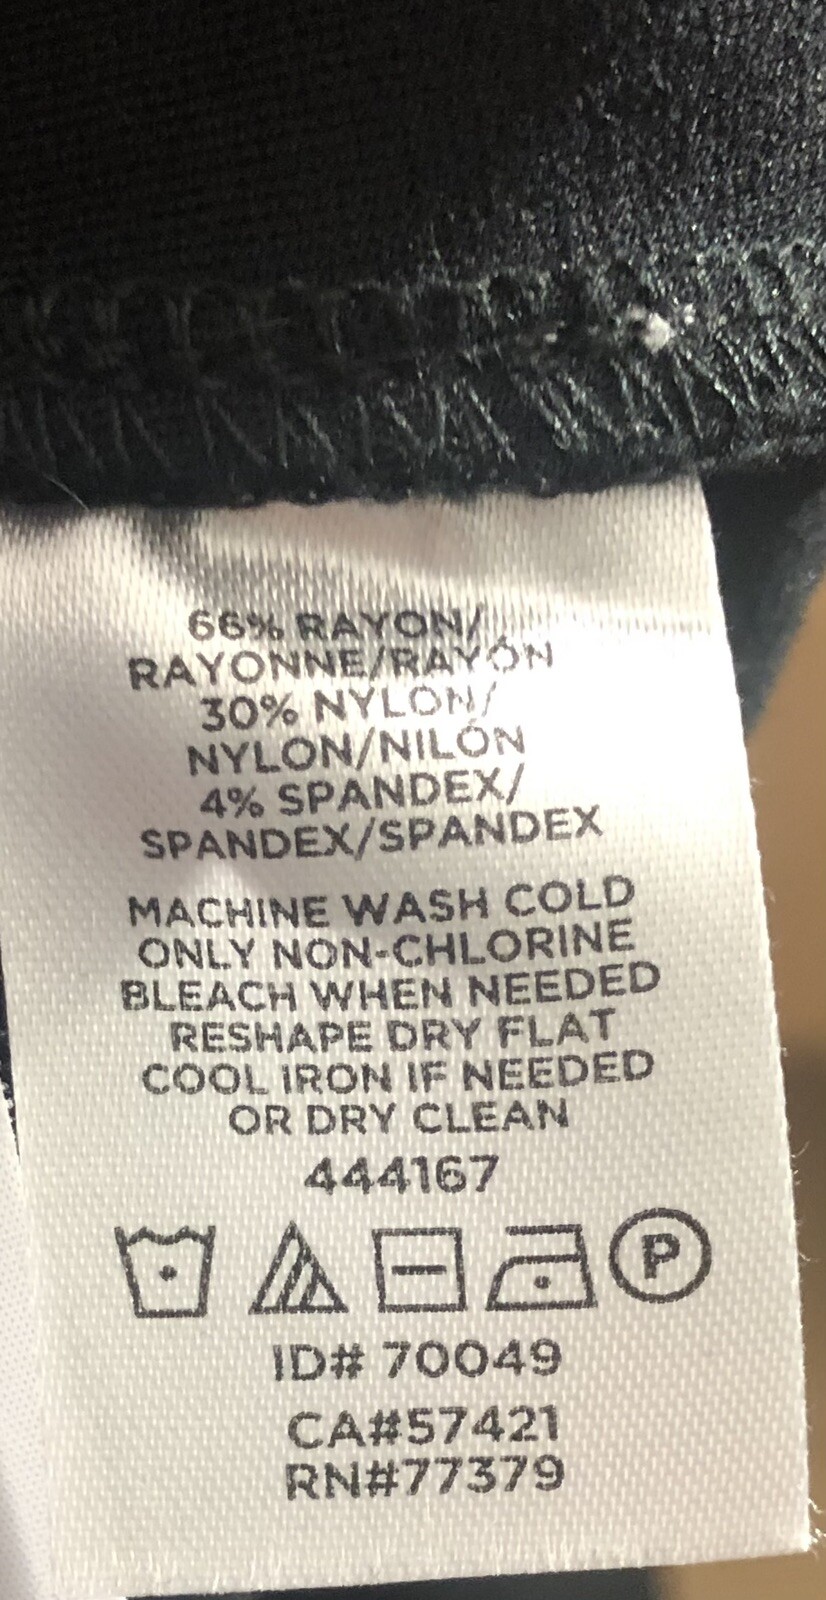 66% RAYON/
RAYONNE/RAYÓN
30% NYLON/
NYLON/NILÓN
4% SPANDEX/
SPANDEX/SPANDEX
MACHINE WASH COLD
ONLY NON-CHLORINE
BLEACH WHEN NEEDED
RESHAPE DRY FLAT
COOL IRON IF NEEDED
OR DRY CLEAN
444167
P
ID# 70049
CA#57421
RN#77379